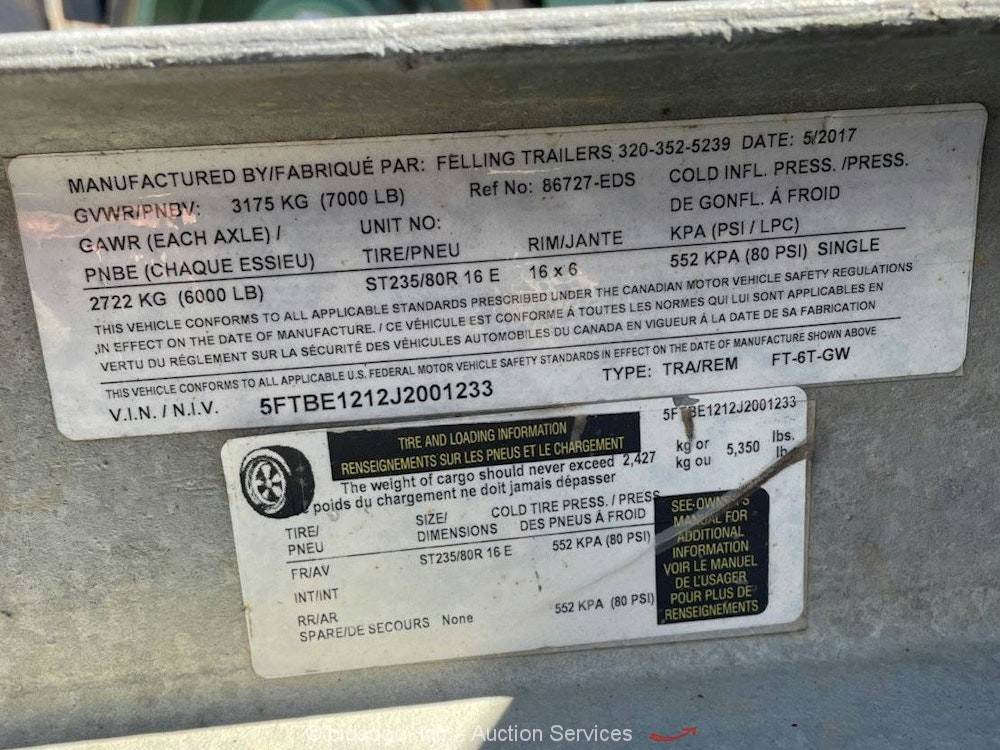 MANUFACTURED BY/FABRIQUÉ PAR: FELLING TRAILERS 320-352-5239 DATE: 5/2017
GVWR/PNBV: 3175 KG (7000 LB) Ref No: 86727-EDS COLD INFL. PRESS./PRESS.
GAWR (EACH AXLE) / UNIT NO: DE GONFL. Á FROID
PNBE (CHAQUE ESSIEU) TIRE/PNEU RIM/JANTE KPA (PSI / LPC)
2722 KG (6000 LB) ST235/80R 16 E 16 x 6 552 KPA (80 PSI) SINGLE
THIS VEHICLE CONFORMS TO ALL APPLICABLE STANDARDS PRESCRIBED UNDER THE CANADIAN MOTOR VEHICLE SAFETY REGULATIONS
IN EFFECT ON THE DATE OF MANUFACTURE. / CE VÉHICULE EST CONFORME Á TOUTES LES NORMES QUI LUI SONT APPLICABLES EN
VERTU DU RÉGLEMENT SUR LA SÉCURITÉ DES VÉHICULES AUTOMOBILES DU CANADA EN VIGUEUR Á LA DATE DE SA FABRICATION
THIS VEHICLE CONFORMS TO ALL APPLICABLE U.S. FEDERAL MOTOR VEHICLE SAFETY STANDARDS IN EFFECT ON THE DATE OF MANUFACTURE SHOWN ABOVE
V.I.N. / N.I.V. 5FTBE1212J2001233 TYPE: TRA/REM FT-6T-GW
5FTBE1212J2001233
TIRE AND LOADING INFORMATION
RENSEIGNEMENTS SUR LES PNEUS ET LE CHARGEMENT
The weight of cargo should never exceed 2,427 kg or 5,350 lbs.
poids du chargement ne doit jamais dépasser kg ou
TIRE/ SIZE/ COLD TIRE PRESS. / PRESS
PNEU DIMENSIONS DES PNEUS Á FROID
FR/AV ST235/80R 16 E 552 KPA (80 PSI)
INT/INT
RR/AR 552 KPA (80 PSI)
SPARE/DE SECOURS None
SEE OWNER'S
MANUAL FOR
ADDITIONAL
INFORMATION
VOIR LE MANUEL
DE L'USAGER
POUR PLUS DE
RENSEIGNEMENTS
Auction Services